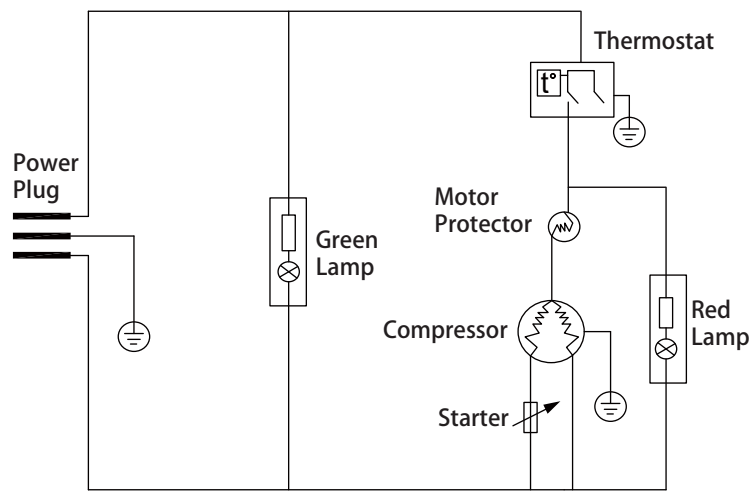 Thermostat
t°
Power
Plug
Motor
Protector
Green
Lamp
Compressor
Red
Lamp
Starter